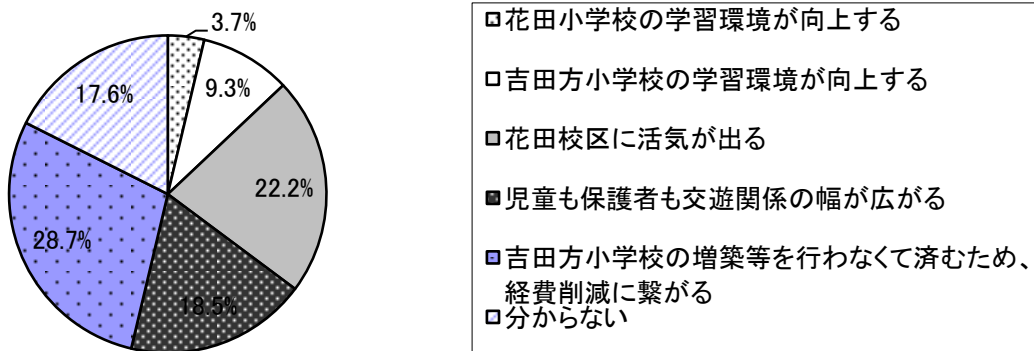 3.7%
9.3%
22.2%
18.5%
28.7%
17.6%
花田小学校の学習環境が向上する
吉田方小学校の学習環境が向上する
花田校区に活気が出る
児童も保護者も交遊関係の幅が広がる
吉田方小学校の増築等を行わなくて済むため、
経費削減に繋がる
分からない